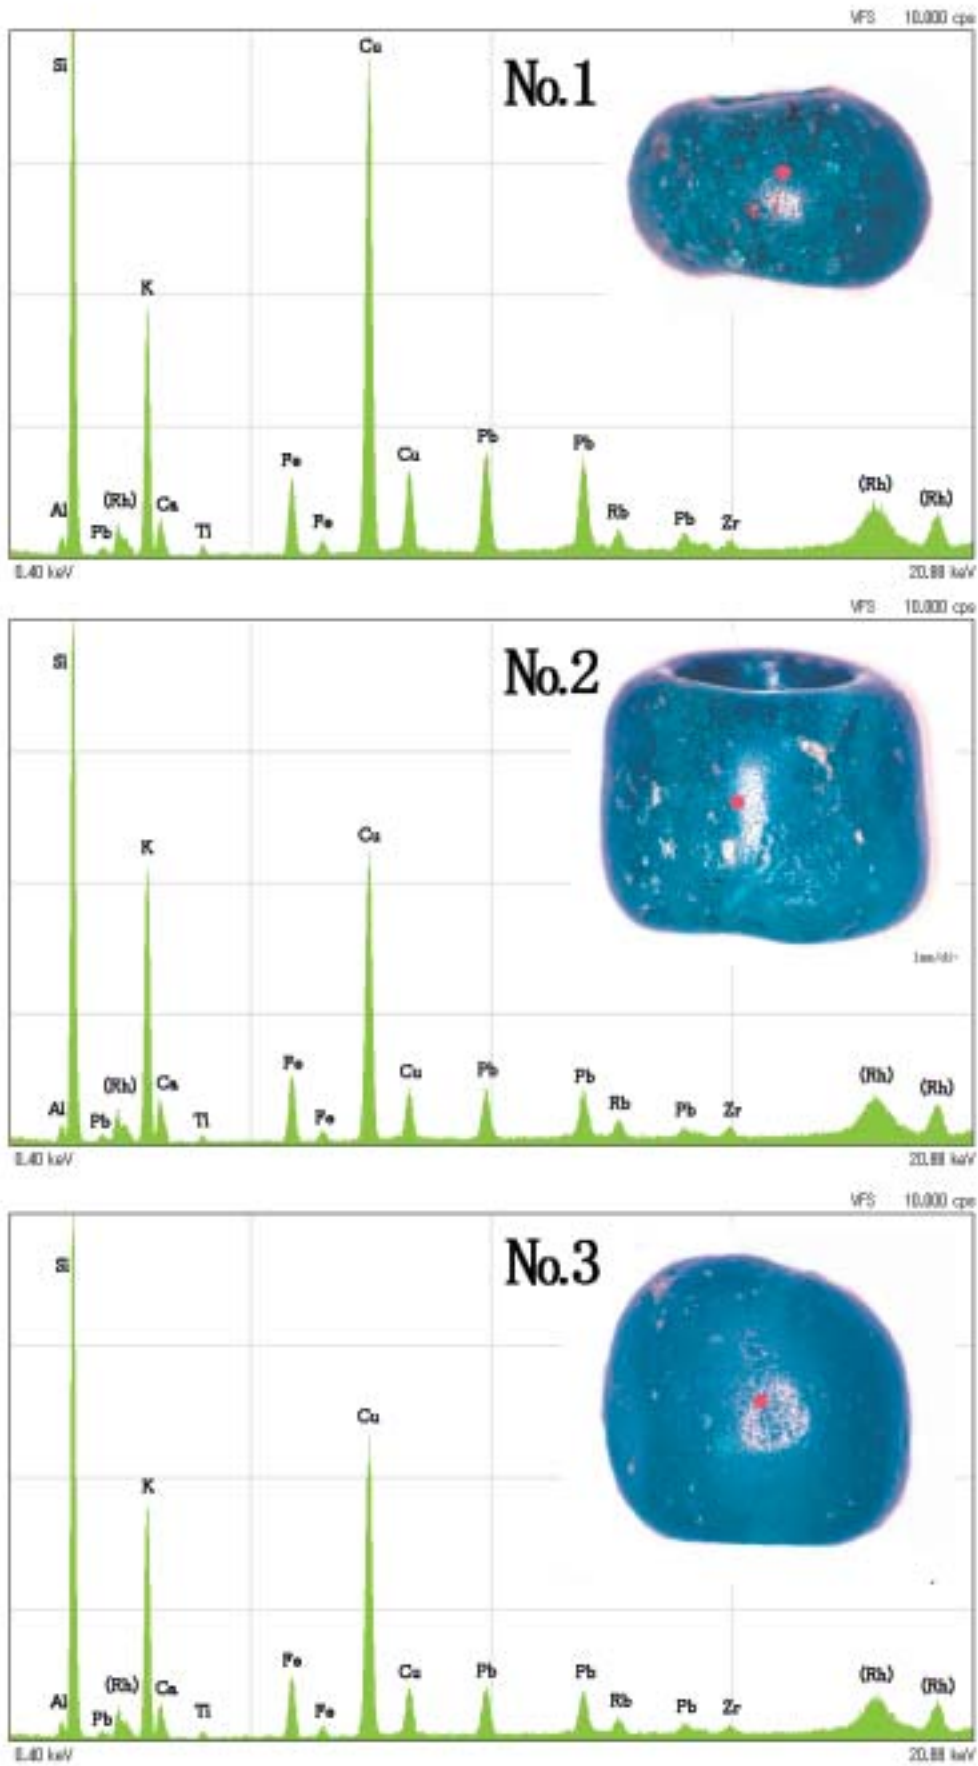 VFS 10.000 cps
No.1
Si
Cu
K
Al
Pb
(Rh)
Ca
Ti
Fe
Fe
Cu
Pb
Pb
Rb
Pb
Zr
(Rh)
(Rh)
0.40 keV 20.88 keV
VFS 10.000 cps
No.2
Si
K
Cu
Al
Pb
(Rh)
Ca
Ti
Fe
Fe
Cu
Pb
Pb
Rb
Pb
Zr
(Rh)
(Rh)
0.40 keV 20.88 keV
VFS 10.000 cps
No.3
Si
K
Cu
Al
Pb
(Rh)
Ca
Ti
Fe
Fe
Cu
Pb
Pb
Rb
Pb
Zr
(Rh)
(Rh)
0.40 keV 20.88 keV